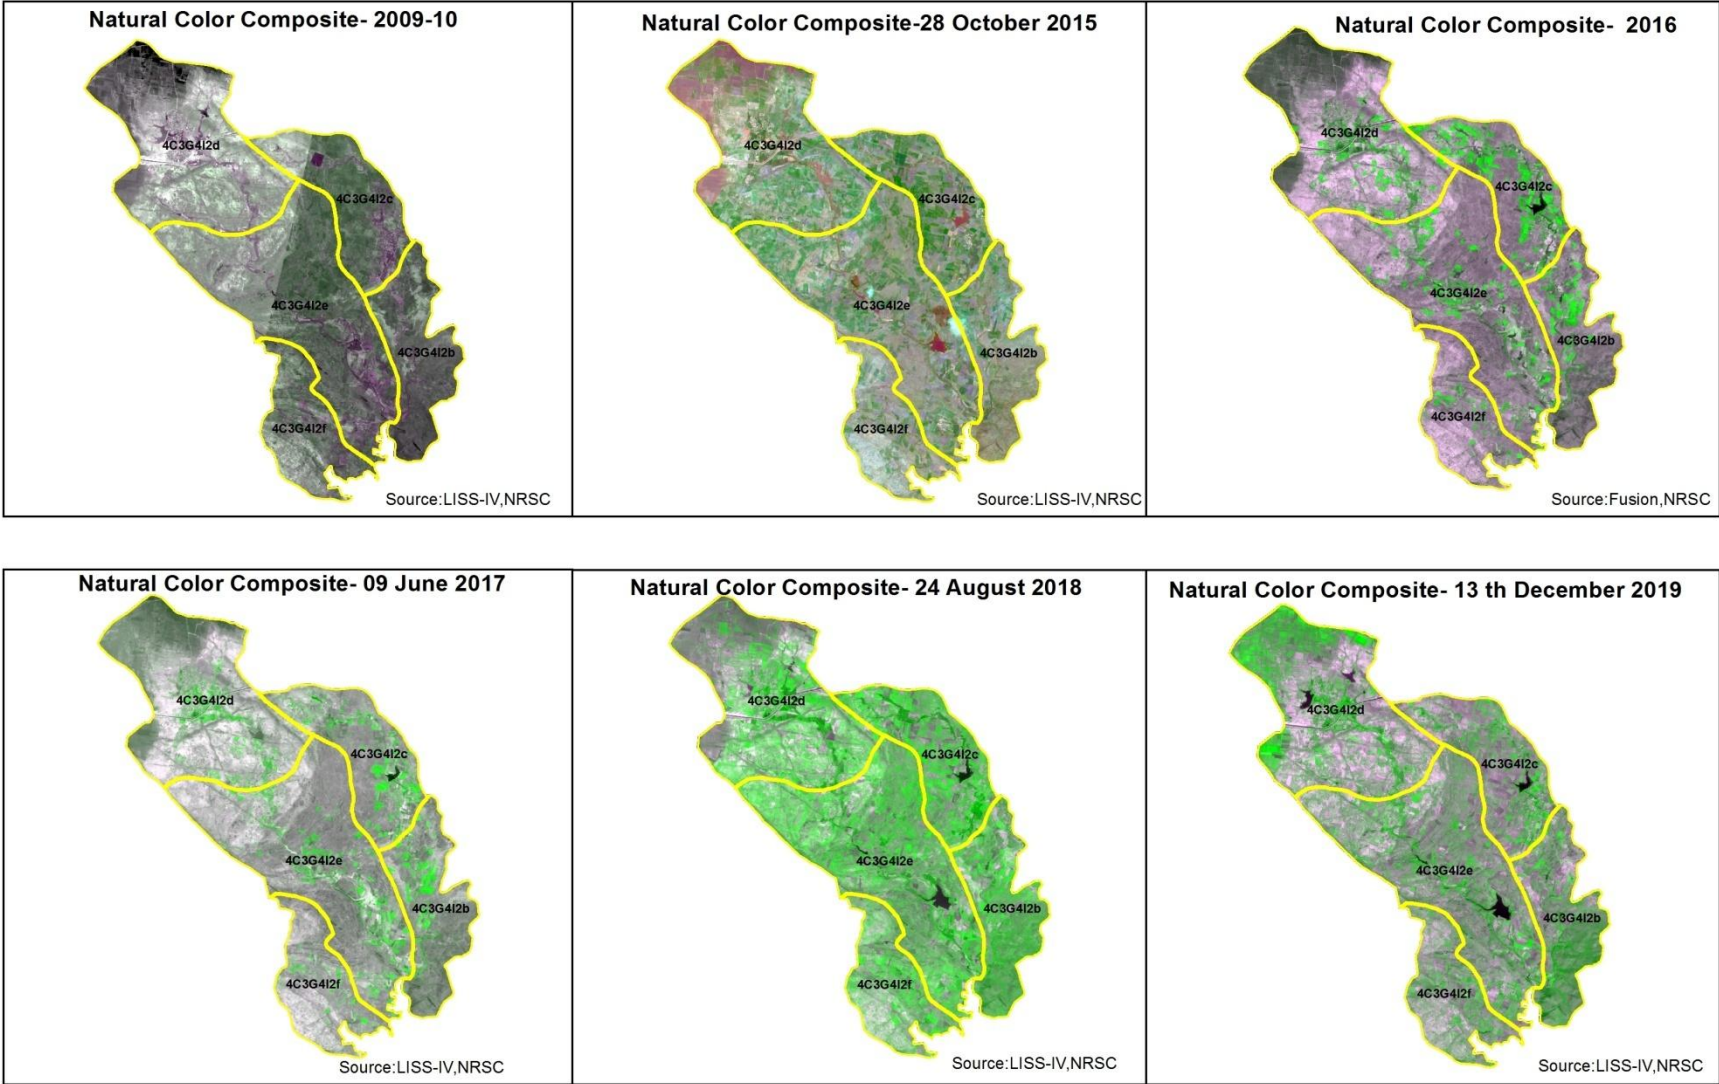 Natural Color Composite- 2009-10
4C3G4I2d
4C3G4I2c
4C3G4I2e
4C3G4I2b
4C3G4I2f
Source:LISS-IV,NRSC
Natural Color Composite-28 October 2015
4C3G4I2d
4C3G4I2c
4C3G4I2e
4C3G4I2b
4C3G4I2f
Source:LISS-IV,NRSC
Natural Color Composite- 2016
4C3G4I2d
4C3G4I2c
4C3G4I2e
4C3G4I2b
4C3G4I2f
Source:Fusion,NRSC
Natural Color Composite- 09 June 2017
4C3G4I2d
4C3G4I2c
4C3G4I2e
4C3G4I2b
4C3G4I2f
Source:LISS-IV,NRSC
Natural Color Composite- 24 August 2018
4C3G4I2d
4C3G4I2c
4C3G4I2e
4C3G4I2b
4C3G4I2f
Source:LISS-IV,NRSC
Natural Color Composite- 13 th December 2019
4C3G4I2d
4C3G4I2c
4C3G4I2e
4C3G4I2b
4C3G4I2f
Source:LISS-IV,NRSC